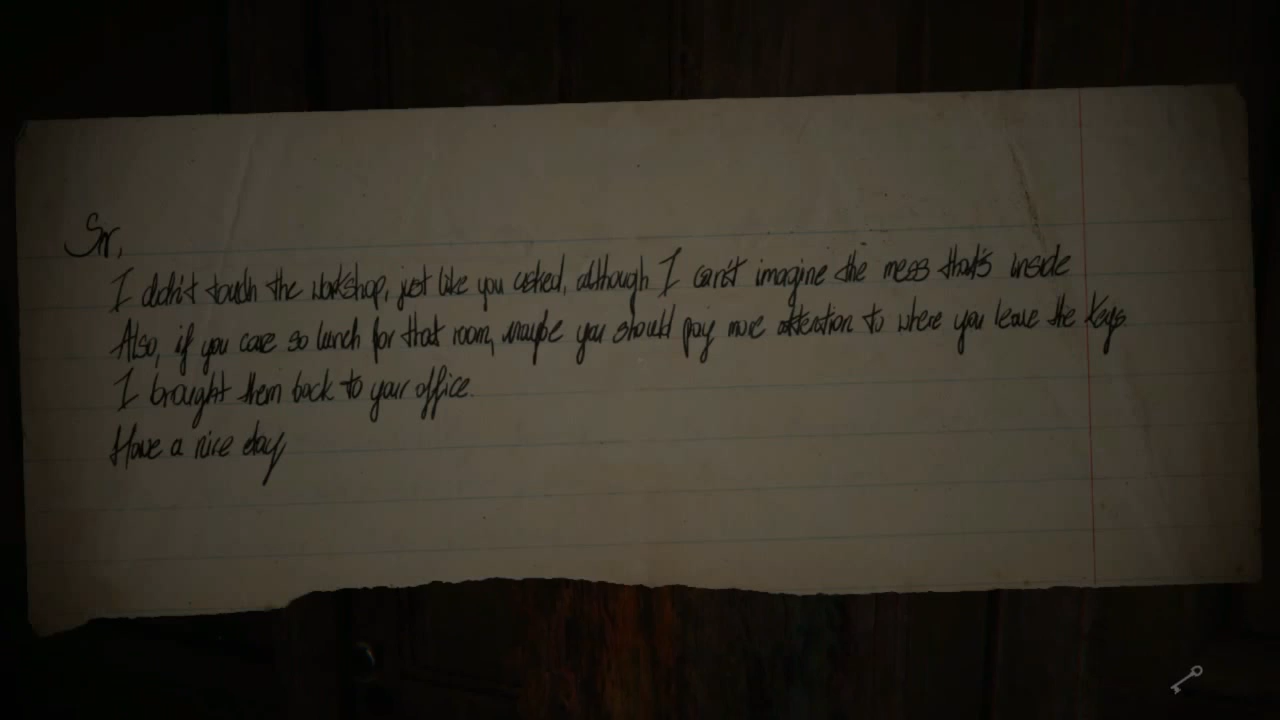 Sir,
I didn't touch the workshop, just like you asked, although I can't imagine the mess that's inside
Also, if you care so much for that room, maybe you should pay more attention to where you leave the keys.
I brought them back to your office.
Have a nice day